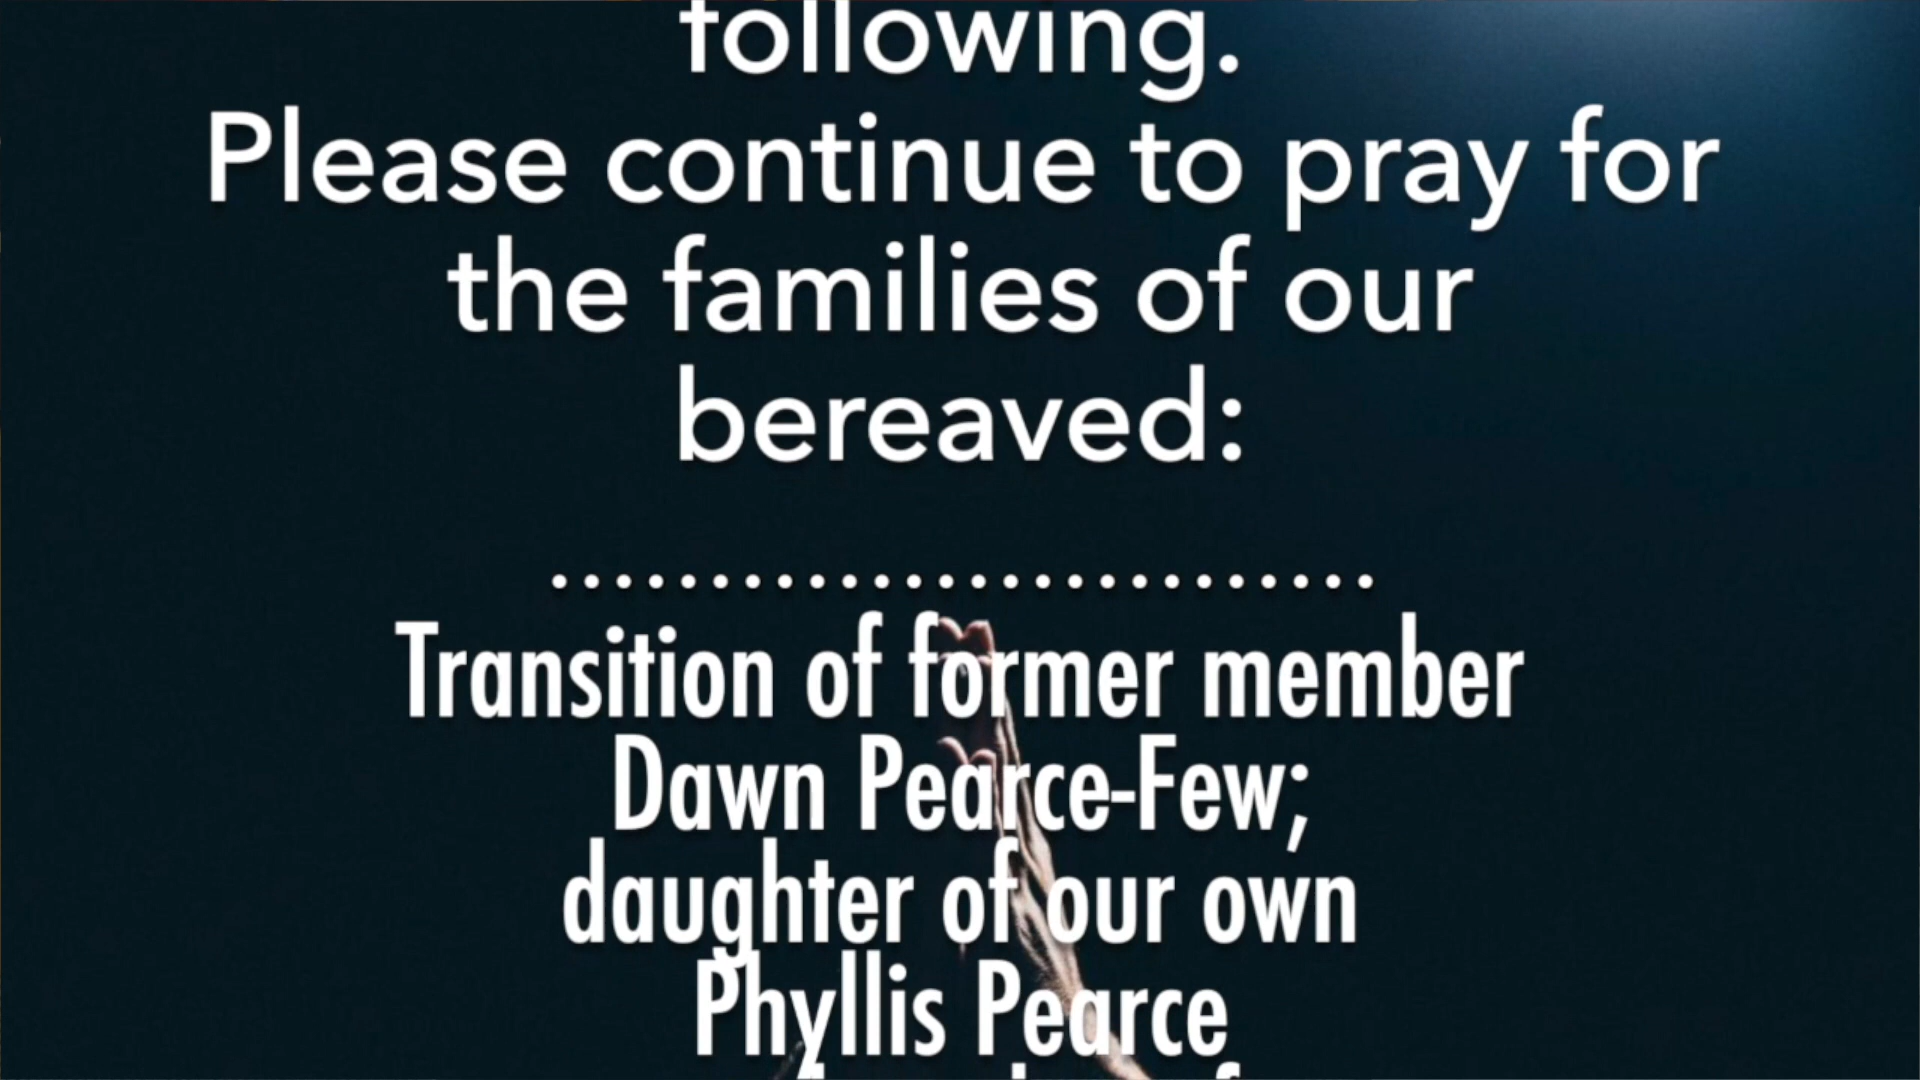 following.
Please continue to pray for
the families of our
bereaved:
...........................
Transition of former member
Dawn Pearce-Few;
daughter of our own
Phyllis Pearce